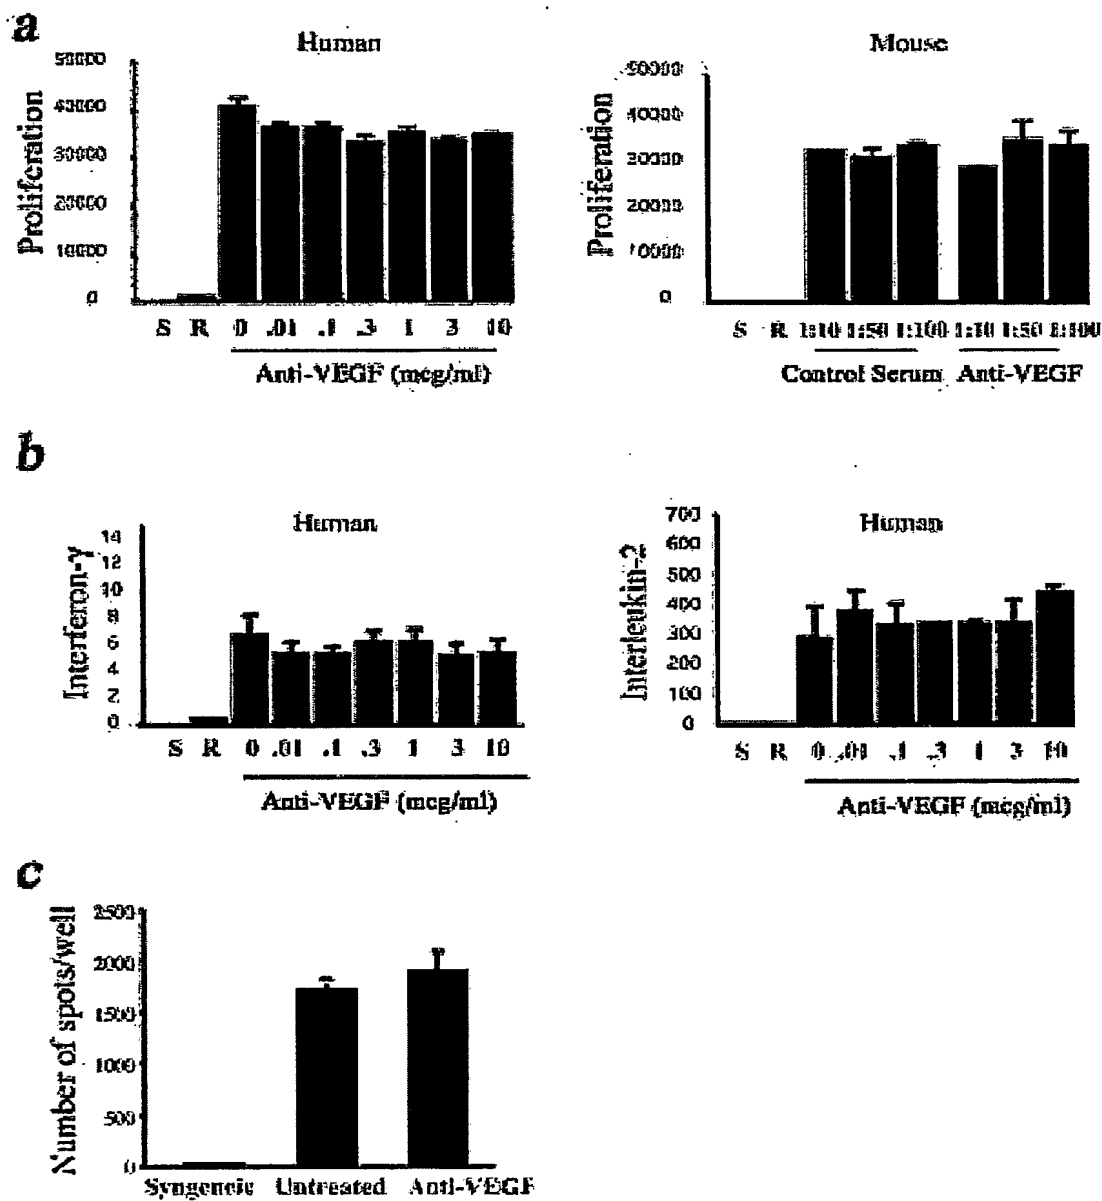 a
Human
Mouse
Proliferation
50000
40000
30000
20000
10000
0
S R 0 .01 .1 .3 1 3 10
Anti-VEGF (mcg/ml)
Proliferation
50000
40000
30000
20000
10000
0
S R 1:10 1:50 1:100 1:10 1:50 1:100
Control Serum Anti-VEGF
b
Human
Interferon-γ
14
12
10
8
6
4
2
0
S R 0 .01 .1 .3 1 3 10
Anti-VEGF (mcg/ml)
Human
Interleukin-2
700
600
500
400
300
200
100
0
S R 0 .01 .1 .3 1 3 10
Anti-VEGF (mcg/ml)
c
Number of spots/well
2500
2000
1500
1000
500
0
Syngeneic Untreated Anti-VEGF